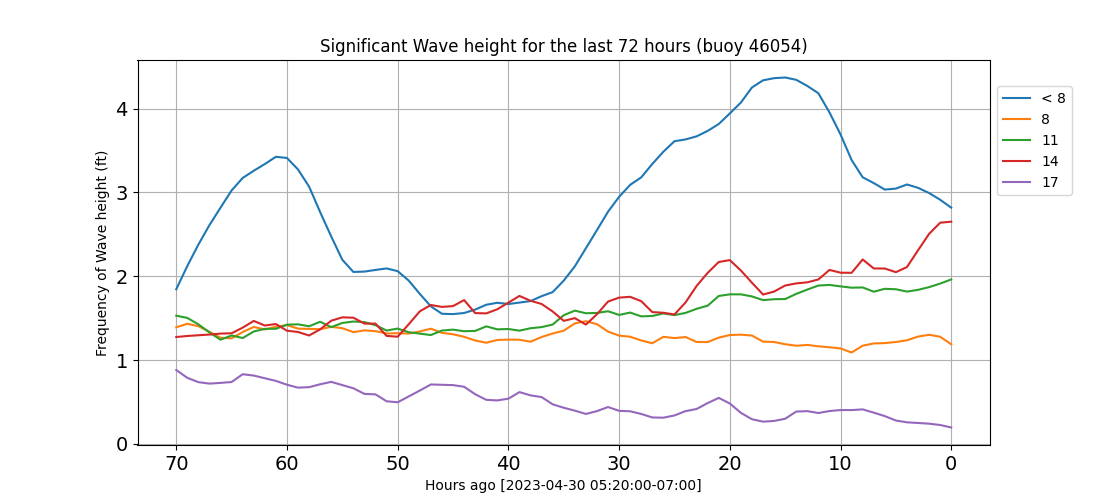 Significant Wave height for the last 72 hours (buoy 46054)
Frequency of Wave height (ft)
4
3
2
1
0
70 60 50 40 30 20 10 0
Hours ago [2023-04-30 05:20:00-07:00]
< 8
8
11
14
17